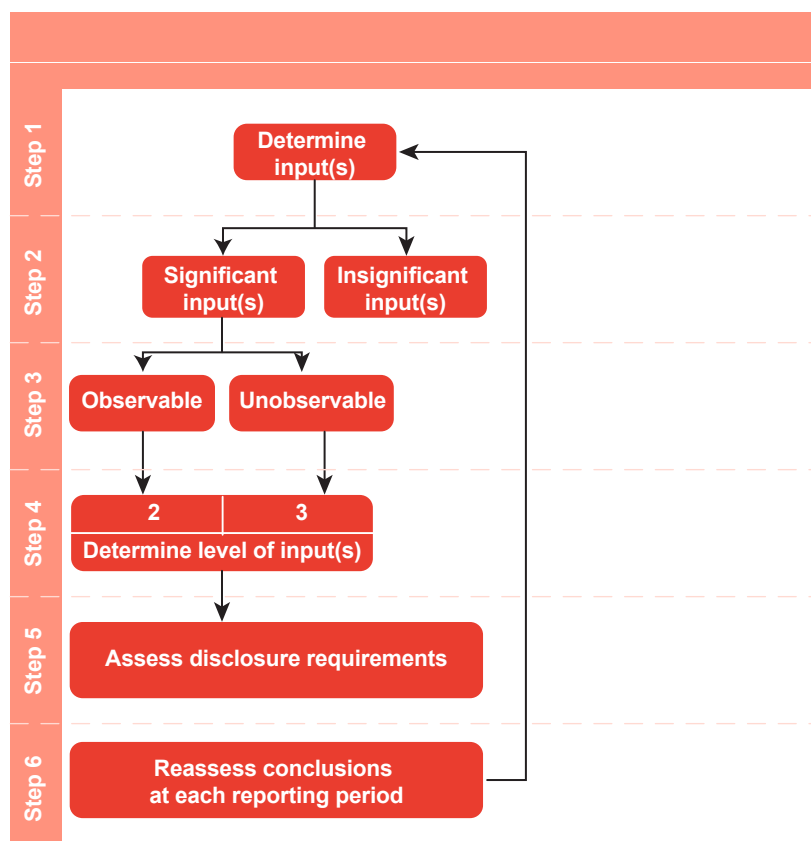 Step 1
Determine
input(s)
Step 2
Significant
input(s)
Insignificant
input(s)
Step 3
Observable
Unobservable
Step 4
2
3
Determine level of input(s)
Step 5
Assess disclosure requirements
Step 6
Reassess conclusions
at each reporting period